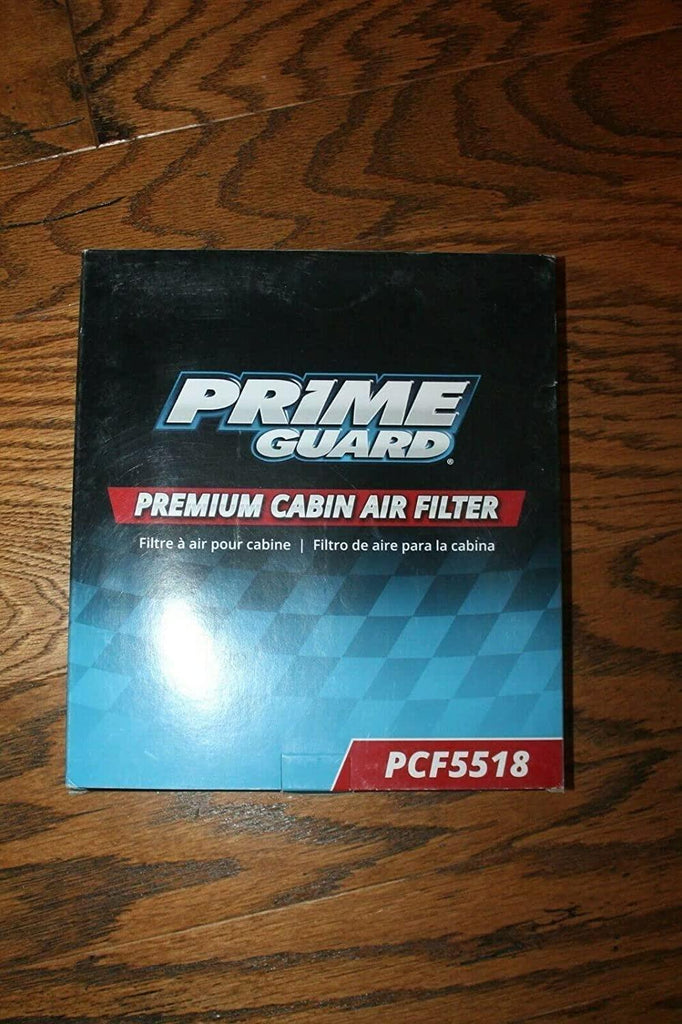 PRIME
GUARD®
PREMIUM CABIN AIR FILTER
Filtre à air pour cabine | Filtro de aire para la cabina
PCF5518